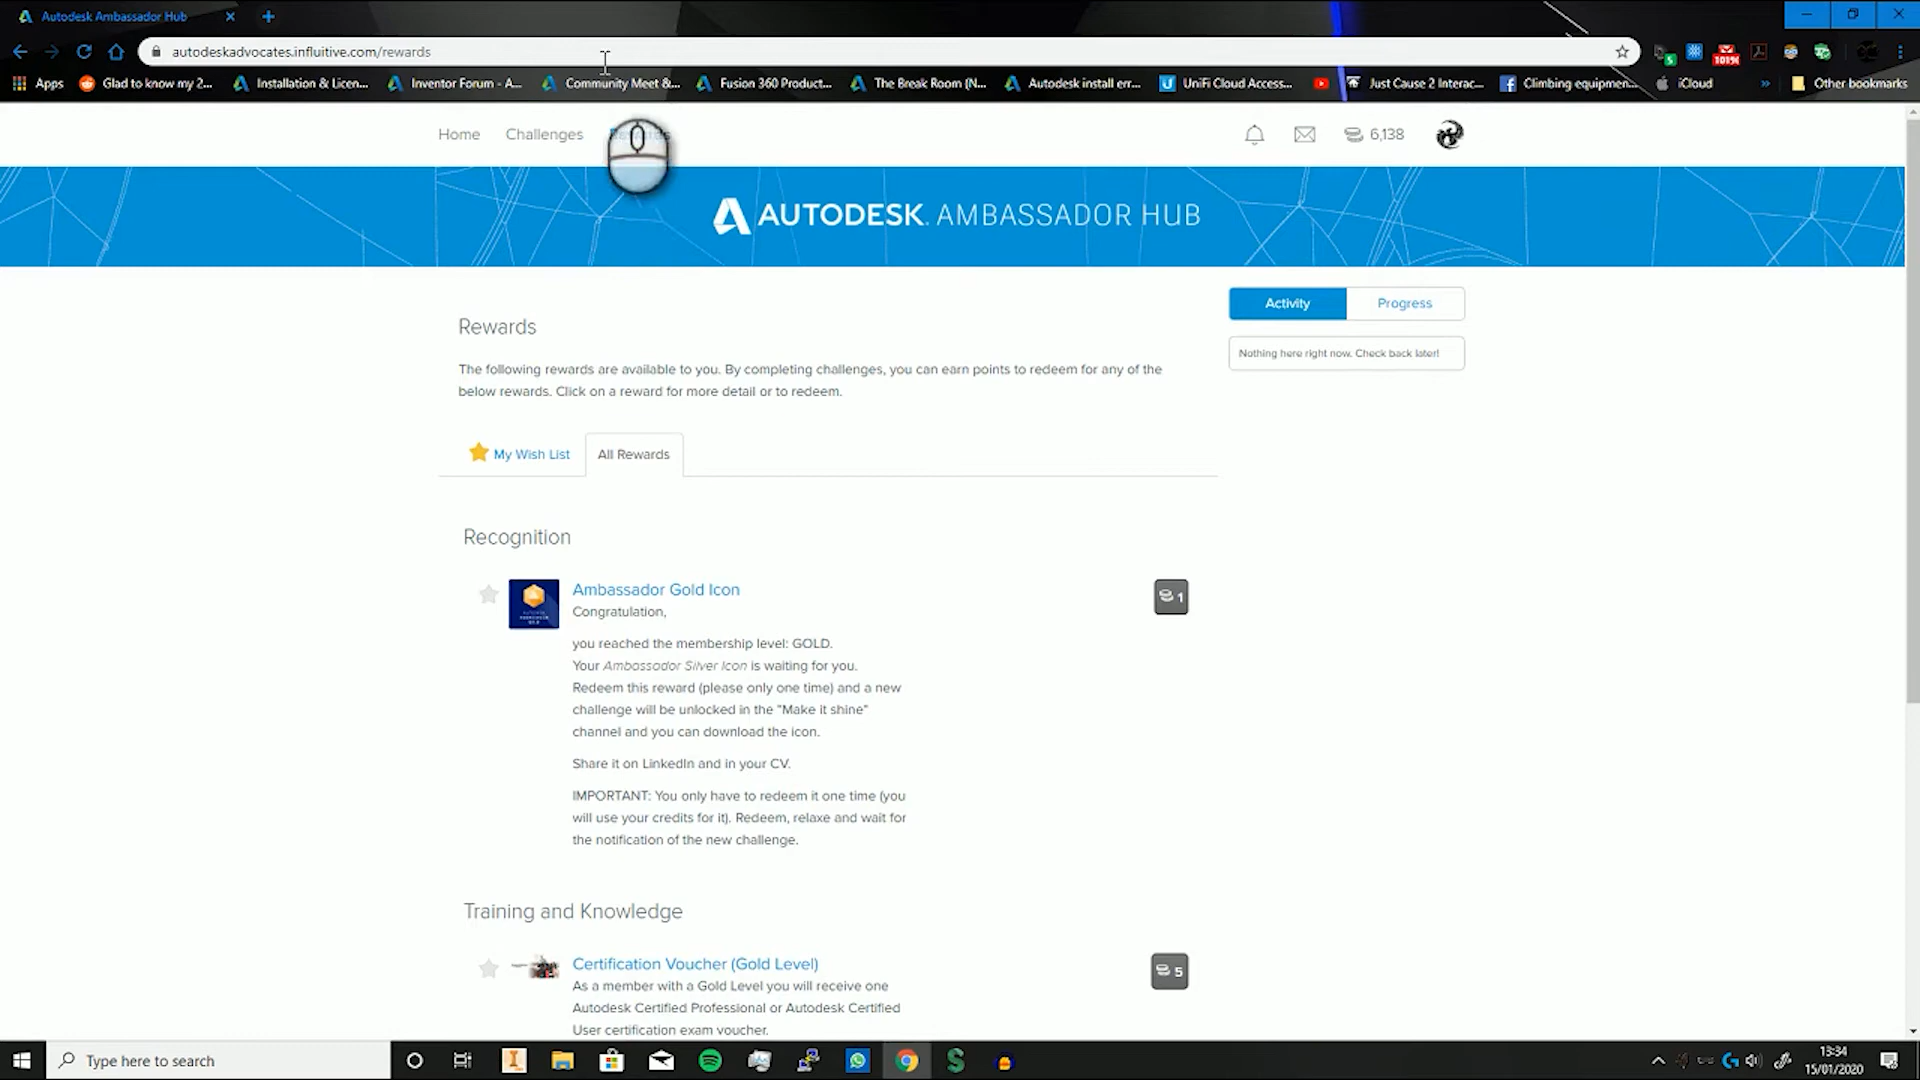 Autodesk Ambassador Hub
autodeskadvocates.influitive.com/rewards
Apps Glad to know my 2... Installation & Licen... Inventor Forum - A... Community Meet &... Fusion 360 Product... The Break Room (N... Autodesk install err... UniFi Cloud Access... Just Cause 2 Interac... Climbing equipmen... iCloud » Other bookmarks
Home Challenges Rewards 6,138
AUTODESK. AMBASSADOR HUB
Activity Progress
Nothing here right now. Check back later!
Rewards
The following rewards are available to you. By completing challenges, you can earn points to redeem for any of the
below rewards. Click on a reward for more detail or to redeem.
My Wish List All Rewards
Recognition
Ambassador Gold Icon 1
Congratulation,
you reached the membership level: GOLD.
Your Ambassador Silver Icon is waiting for you.
Redeem this reward (please only one time) and a new
challenge will be unlocked in the "Make it shine"
channel and you can download the icon.
Share it on LinkedIn and in your CV.
IMPORTANT: You only have to redeem it one time (you
will use your credits for it). Redeem, relaxe and wait for
the notification of the new challenge.
Training and Knowledge
Certification Voucher (Gold Level) 5
As a member with a Gold Level you will receive one
Autodesk Certified Professional or Autodesk Certified
User certification exam voucher.
Type here to search
13:34
15/01/2020